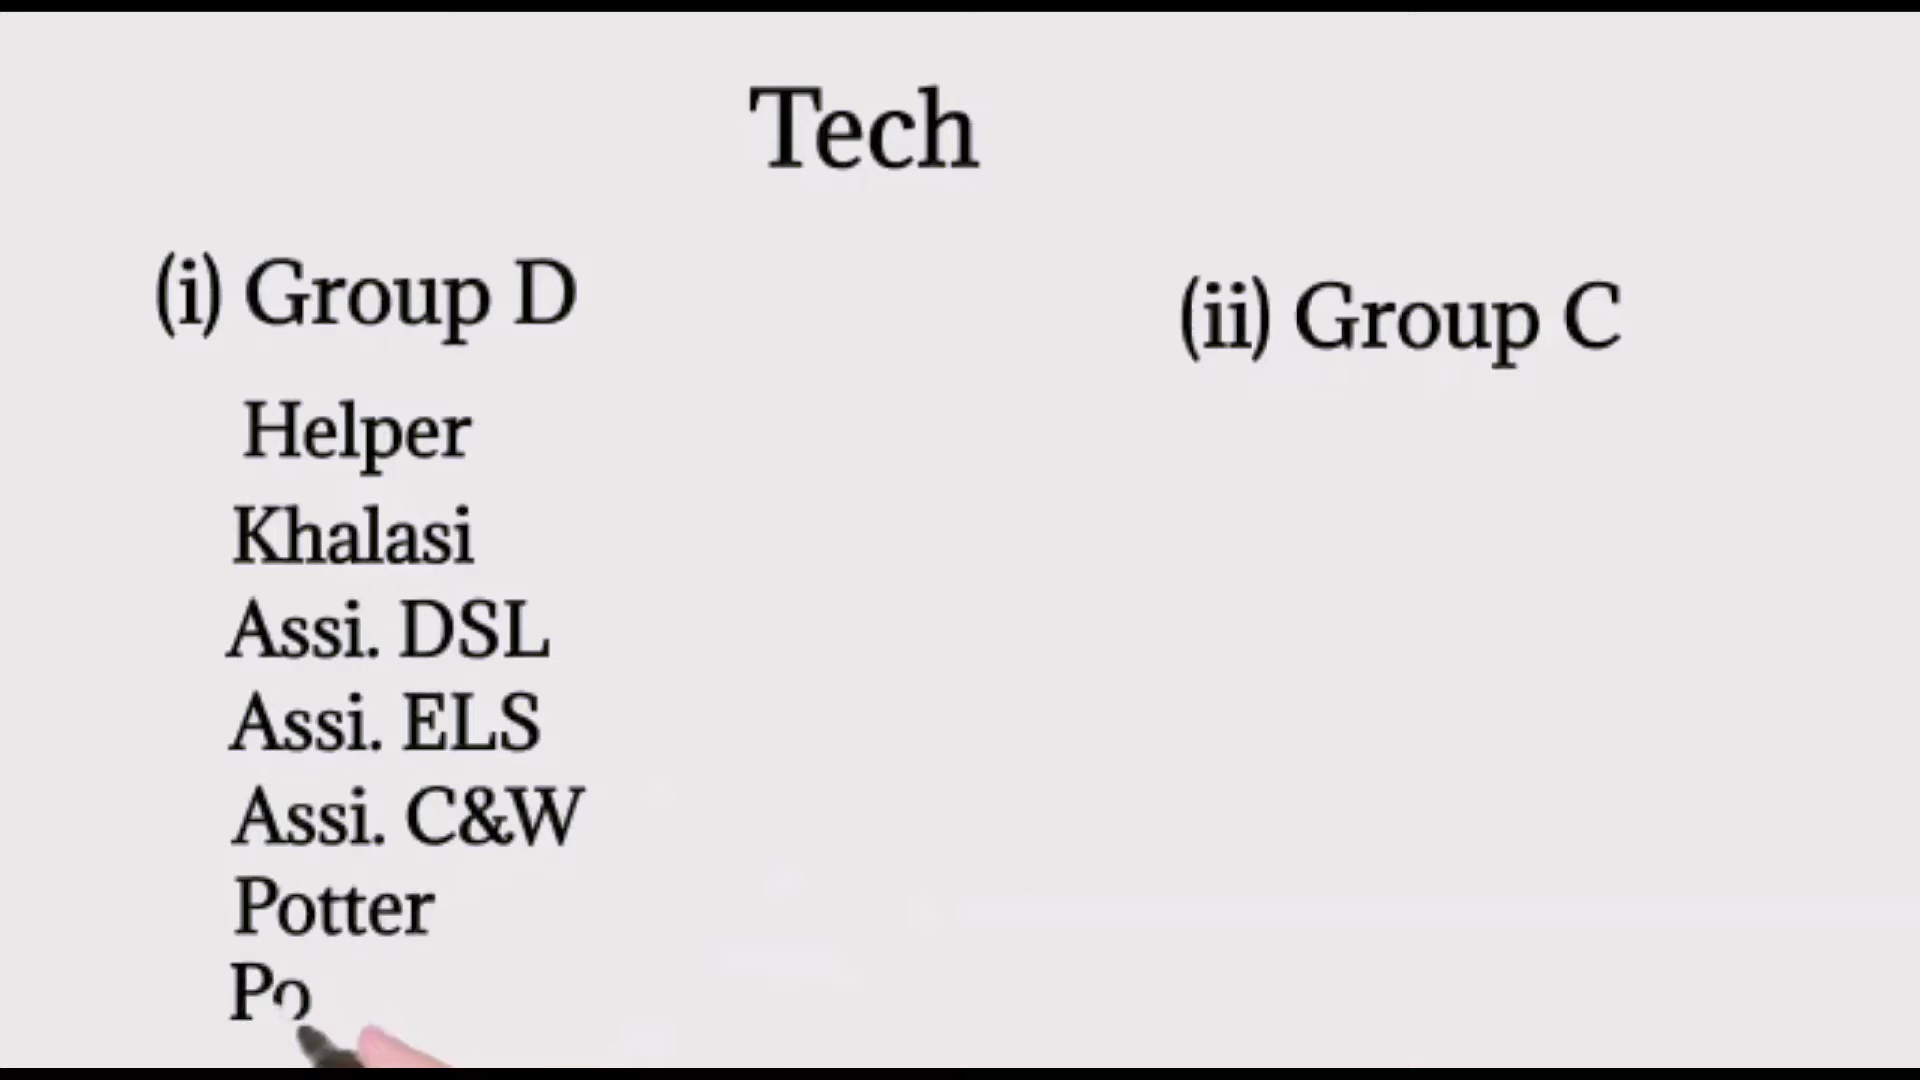 Tech
(i) Group D
(ii) Group C
Helper
Khalasi
Assi. DSL
Assi. ELS
Assi. C&W
Potter
Po